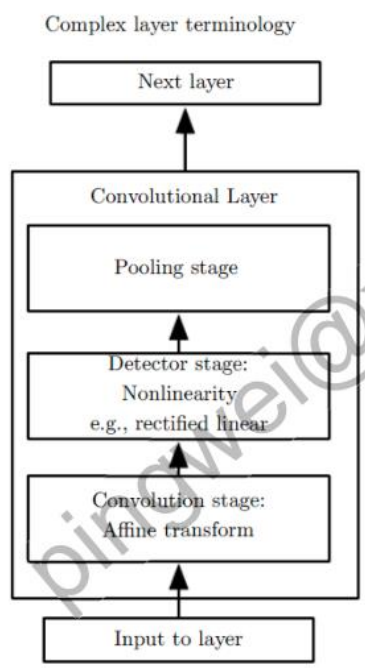 Complex layer terminology
Next layer
Convolutional Layer
Pooling stage
Detector stage:
Nonlinearity
e.g., rectified linear
Convolution stage:
Affine transform
Input to layer
pingwei@